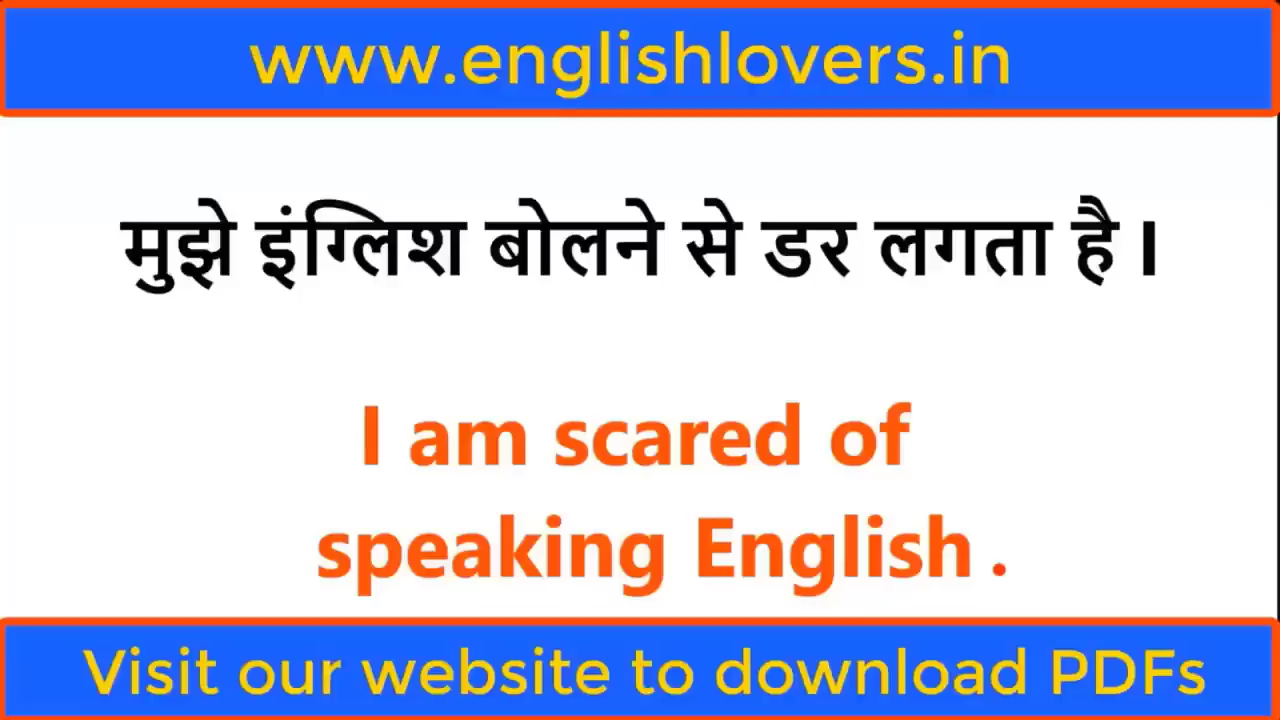 www.englishlovers.in
मुझे इंग्लिश बोलने से डर लगता है ।
I am scared of
speaking English .
Visit our website to download PDFs